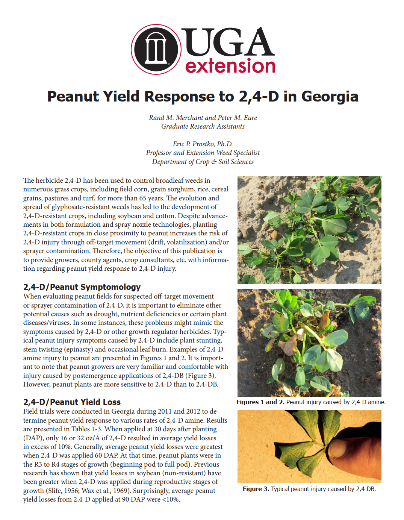 UGA
extension
Peanut Yield Response to 2,4-D in Georgia
Rand M. Merchant and Peter M. Eure
Graduate Research Assistants
Eric P. Prostko, Ph.D.
Professor and Extension Weed Specialist
Department of Crop & Soil Sciences
The herbicide 2,4-D has been used to control broadleaf weeds in
numerous grass crops, including field corn, grain sorghum, rice, cereal
grains, pastures and turf, for more than 65 years. The evolution and
spread of glyphosate-resistant weeds has led to the development of
2,4-D-resistant crops, including soybean and cotton. Despite advance-
ments in both formulation and spray nozzle technologies, planting
2,4-D-resistant crops in close proximity to peanut increases the risk of
2,4-D injury through off-target movement (drift, volatilization) and/or
sprayer contamination. Therefore, the objective of this publication is
to provide growers, county agents, crop consultants, etc. with informa-
tion regarding peanut yield response to 2,4-D injury.
2,4-D/Peanut Symptomology
When evaluating peanut fields for suspected off-target movement
or sprayer contamination of 2,4-D, it is important to eliminate other
potential causes such as drought, nutrient deficiencies or certain plant
diseases/viruses. In some instances, these problems might mimic the
symptoms caused by 2,4-D or other growth regulator herbicides. Typ-
ical peanut injury symptoms caused by 2,4-D include plant stunting,
stem twisting (epinasty) and occasional leaf burn. Examples of 2,4-D
amine injury to peanut are presented in Figures 1 and 2. It is import-
ant to note that peanut growers are very familiar and comfortable with
injury caused by postemergence applications of 2,4-DB (Figure 3).
However, peanut plants are more sensitive to 2,4-D than to 2,4-DB.
2,4-D/Peanut Yield Loss
Field trials were conducted in Georgia during 2011 and 2012 to de-
termine peanut yield response to various rates of 2,4-D amine. Results
are presented in Tables 1-3. When applied at 30 days after planting
(DAP), only 16 or 32 oz/A of 2,4-D resulted in average yield losses
in excess of 10%. Generally, average peanut yield losses were greatest
when 2,4-D was applied 60 DAP. At that time, peanut plants were in
the R3 to R4 stages of growth (beginning pod to full pod). Previous
research has shown that yield losses in soybean (non-resistant) have
been greater when 2,4-D was applied during reproductive stages of
growth (Slife, 1956; Wax et al., 1969). Surprisingly, average peanut
yield losses from 2,4-D applied at 90 DAP were <10%.
Figures 1 and 2. Peanut injury caused by 2,4-D amine.
Figure 3. Typical peanut injury caused by 2,4-DB.